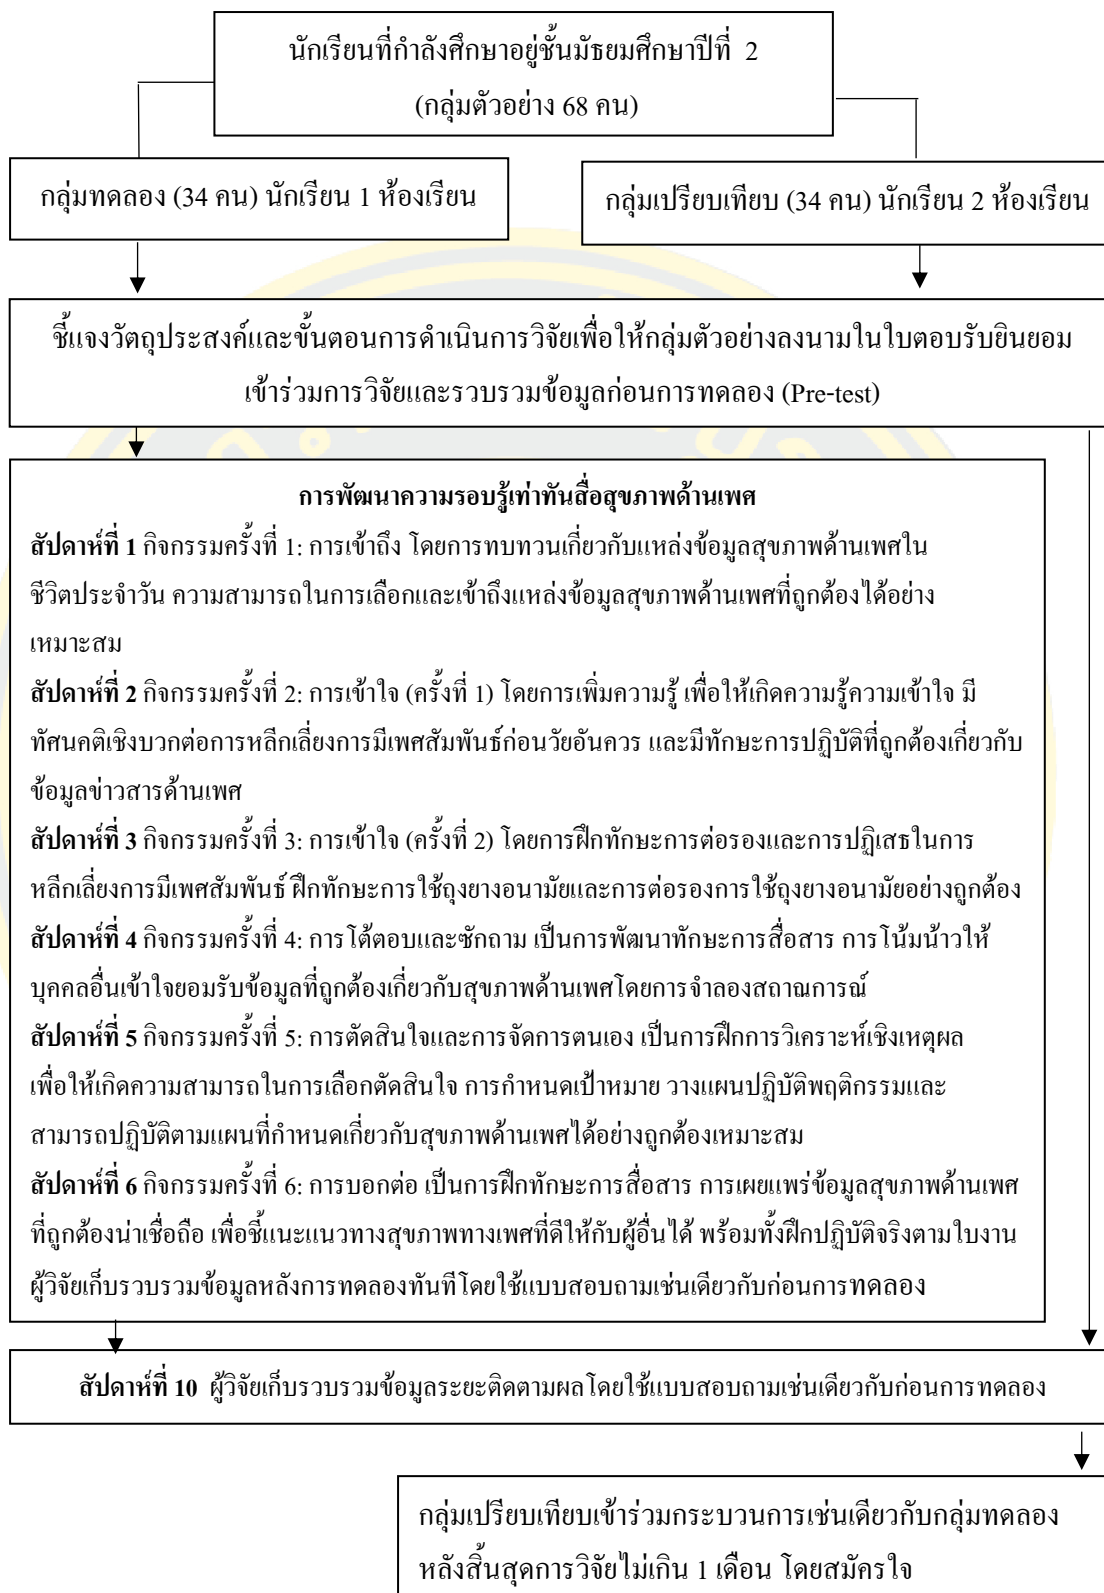 นักเรียนที่กำลังศึกษาอยู่ชั้นมัธยมศึกษาปีที่ 2
(กลุ่มตัวอย่าง 68 คน)
กลุ่มทดลอง (34 คน) นักเรียน 1 ห้องเรียน
กลุ่มเปรียบเทียบ (34 คน) นักเรียน 2 ห้องเรียน
ชี้แจงวัตถุประสงค์และขั้นตอนการดำเนินการวิจัยเพื่อให้กลุ่มตัวอย่างลงนามในใบตอบรับยินยอม
เข้าร่วมการวิจัยและรวบรวมข้อมูลก่อนการทดลอง (Pre-test)
การพัฒนาความรอบรู้เท่าทันสื่อสุขภาพด้านเพศ
สัปดาห์ที่ 1 กิจกรรมครั้งที่ 1: การเข้าถึง โดยการทบทวนเกี่ยวกับแหล่งข้อมูลสุขภาพด้านเพศใน
ชีวิตประจำวัน ความสามารถในการเลือกและเข้าถึงแหล่งข้อมูลสุขภาพด้านเพศที่ถูกต้องได้อย่าง
เหมาะสม
สัปดาห์ที่ 2 กิจกรรมครั้งที่ 2: การเข้าใจ (ครั้งที่ 1) โดยการเพิ่มความรู้ เพื่อให้เกิดความรู้ความเข้าใจ มี
ทัศนคติเชิงบวกต่อการหลีกเลี่ยงการมีเพศสัมพันธ์ก่อนวัยอันควร และมีทักษะการปฏิบัติที่ถูกต้องเกี่ยวกับ
ข้อมูลข่าวสารด้านเพศ
สัปดาห์ที่ 3 กิจกรรมครั้งที่ 3: การเข้าใจ (ครั้งที่ 2) โดยการฝึกทักษะการต่อรองและการปฏิเสธในการ
หลีกเลี่ยงการมีเพศสัมพันธ์ ฝึกทักษะการใช้ถุงยางอนามัยและการต่อรองการใช้ถุงยางอนามัยอย่างถูกต้อง
สัปดาห์ที่ 4 กิจกรรมครั้งที่ 4: การโต้ตอบและซักถาม เป็นการพัฒนาทักษะการสื่อสาร การโน้มน้าวให้
บุคคลอื่นเข้าใจยอมรับข้อมูลที่ถูกต้องเกี่ยวกับสุขภาพด้านเพศโดยการจำลองสถานการณ์
สัปดาห์ที่ 5 กิจกรรมครั้งที่ 5: การตัดสินใจและการจัดการตนเอง เป็นการฝึกการวิเคราะห์เชิงเหตุผล
เพื่อให้เกิดความสามารถในการเลือกตัดสินใจ การกำหนดเป้าหมาย วางแผนปฏิบัติพฤติกรรมและ
สามารถปฏิบัติตามแผนที่กำหนดเกี่ยวกับสุขภาพด้านเพศได้อย่างถูกต้องเหมาะสม
สัปดาห์ที่ 6 กิจกรรมครั้งที่ 6: การบอกต่อ เป็นการฝึกทักษะการสื่อสาร การเผยแพร่ข้อมูลสุขภาพด้านเพศ
ที่ถูกต้องน่าเชื่อถือ เพื่อชี้แนะแนวทางสุขภาพทางเพศที่ดีให้กับผู้อื่นได้ พร้อมทั้งฝึกปฏิบัติจริงตามใบงาน
ผู้วิจัยเก็บรวบรวมข้อมูลหลังการทดลองทันทีโดยใช้แบบสอบถามเช่นเดียวกับก่อนการทดลอง
สัปดาห์ที่ 10 ผู้วิจัยเก็บรวบรวมข้อมูลระยะติดตามผลโดยใช้แบบสอบถามเช่นเดียวกับก่อนการทดลอง
กลุ่มเปรียบเทียบเข้าร่วมกระบวนการเช่นเดียวกับกลุ่มทดลอง
หลังสิ้นสุดการวิจัยไม่เกิน 1 เดือน โดยสมัครใจ